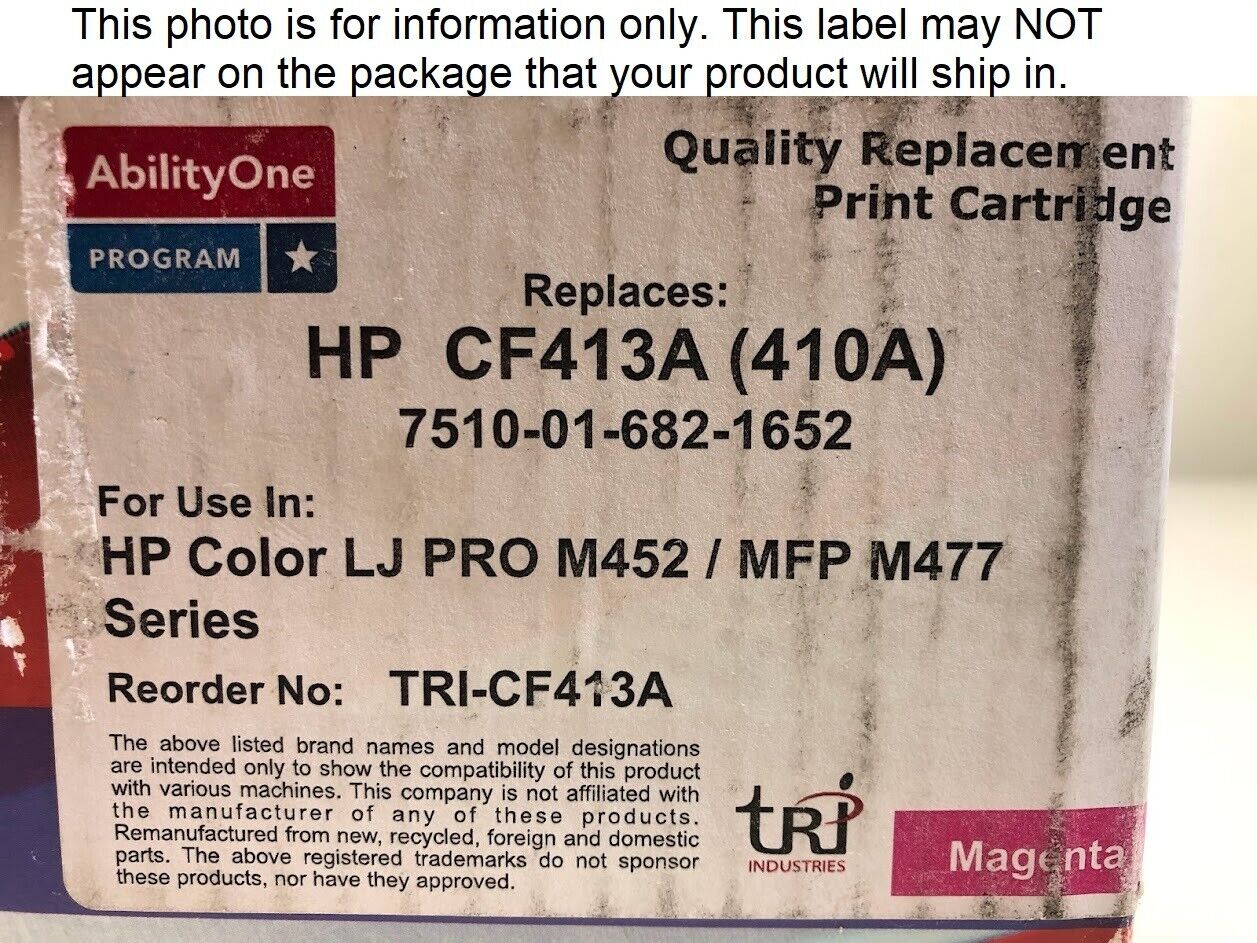 This photo is for information only. This label may NOT
appear on the package that your product will ship in.
AbilityOne
PROGRAM
Quality Replacement
Print Cartridge
Replaces:
HP CF413A (410A)
7510-01-682-1652
For Use In:
HP Color LJ PRO M452 / MFP M477
Series
Reorder No: TRI-CF413A
The above listed brand names and model designations
are intended only to show the compatibility of this product
with various machines. This company is not affiliated with
the manufacturer of any of these products.
Remanufactured from new, recycled, foreign and domestic
parts. The above registered trademarks do not sponsor
these products, nor have they approved.
tRi
INDUSTRIES
Magenta